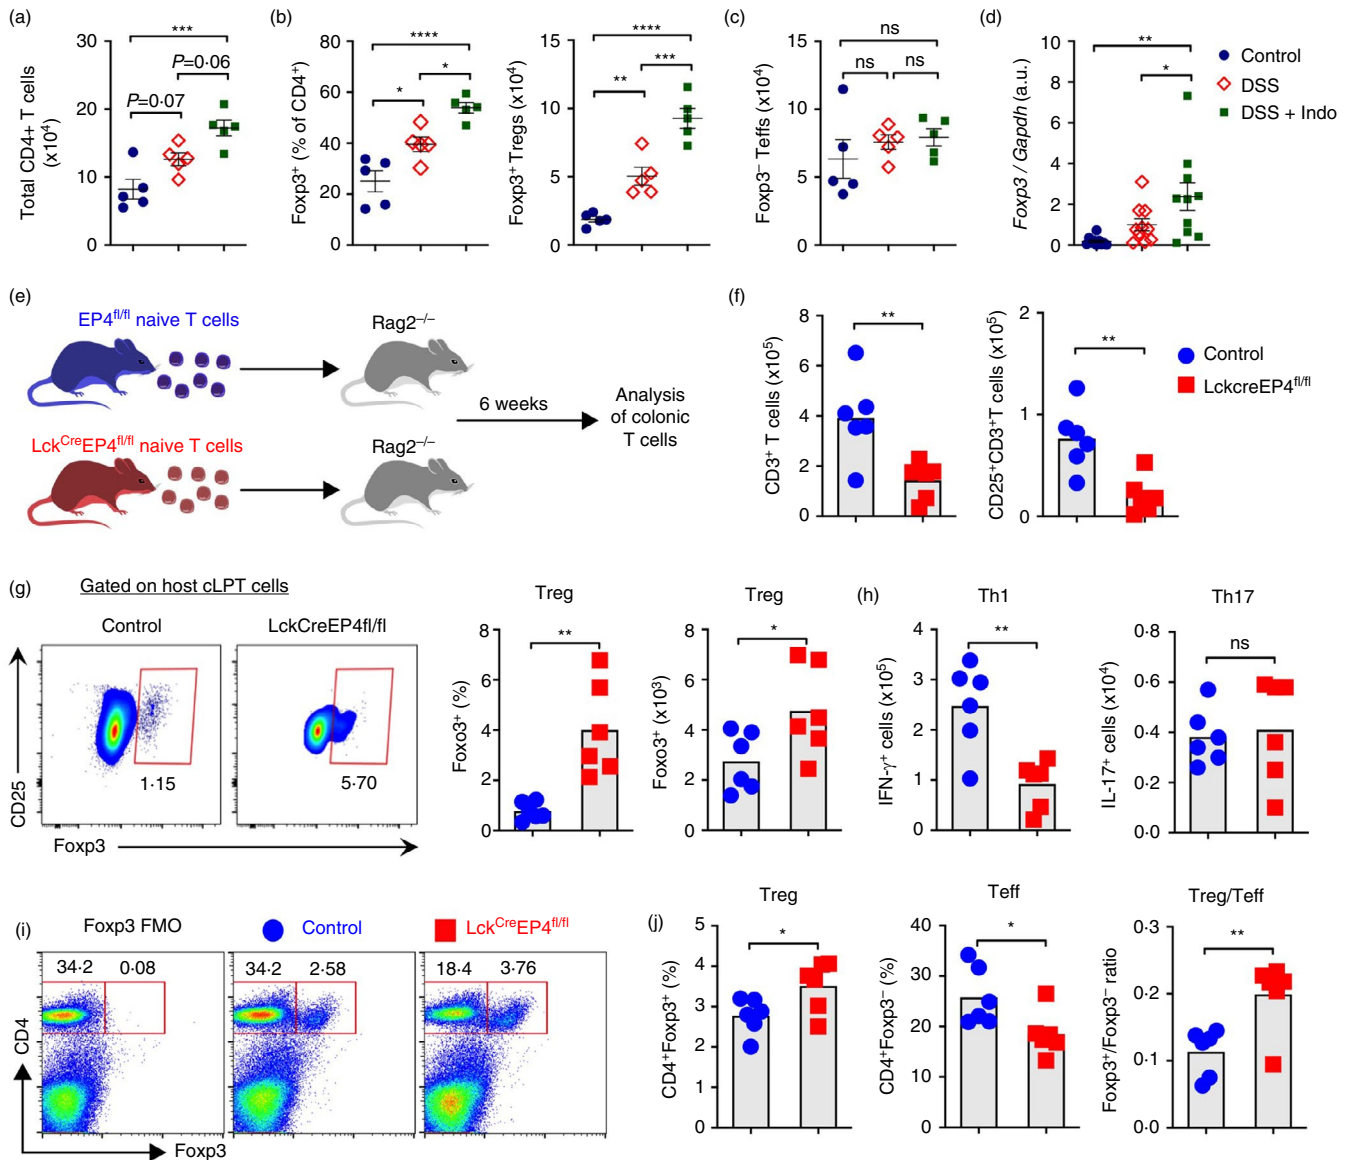 (a)
Total CD4+ T cells
(x10⁴)
30
20
10
0
***
P=0·06
P=0·07
(b)
Foxp3⁺ (% of CD4⁺)
80
60
40
20
0
****
*
*
Foxp3⁺ Tregs (x10⁴)
15
10
5
0
****
***
**
(c)
Foxp3⁻ Teffs (x10⁴)
15
10
5
0
ns
ns
ns
(d)
Foxp3 / Gapdh (a.u.)
10
8
6
4
2
0
**
*
Control
DSS
DSS + Indo
(e)
EP4fl/fl naive T cells
Rag2⁻/⁻
LckCreEP4fl/fl naive T cells
Rag2⁻/⁻
6 weeks
Analysis
of colonic
T cells
(f)
CD3⁺ T cells (x10⁵)
8
6
4
2
0
**
CD25⁺CD3⁺T cells (x10⁵)
2
1
0
**
Control
LckcreEP4fl/fl
(g)
Gated on host cLPT cells
Control
LckCreEP4fl/fl
1·15
5·70
CD25
Foxp3
Treg
Foxo3⁺ (%)
8
6
4
2
0
**
Treg
Foxo3⁺ (x10³)
8
6
4
2
0
*
(h)
Th1
IFN-γ⁺ cells (x10⁵)
4
3
2
1
0
**
Th17
IL-17⁺ cells (x10⁴)
0·8
0·6
0·4
0·2
0·0
ns
(i)
Foxp3 FMO
Control
LckCreEP4fl/fl
34·2 0·08
34·2 2·58
18·4 3·76
CD4
Foxp3
(j)
Treg
CD4⁺Foxp3⁺ (%)
5
4
3
2
1
0
*
Teff
CD4⁺Foxp3⁻ (%)
40
30
20
10
0
*
Treg/Teff
Foxp3⁺/Foxp3⁻ ratio
0·3
0·2
0·1
0·0
**